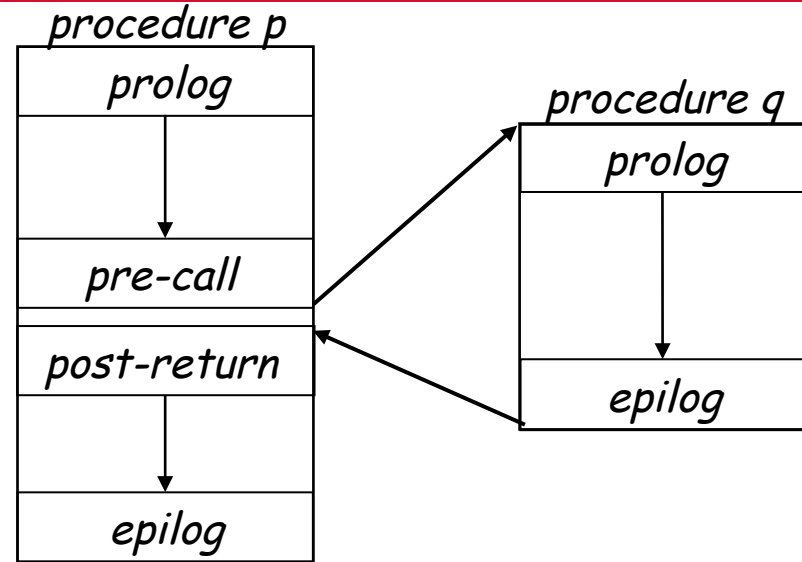 procedure p
prolog
pre-call
post-return
epilog
procedure q
prolog
epilog